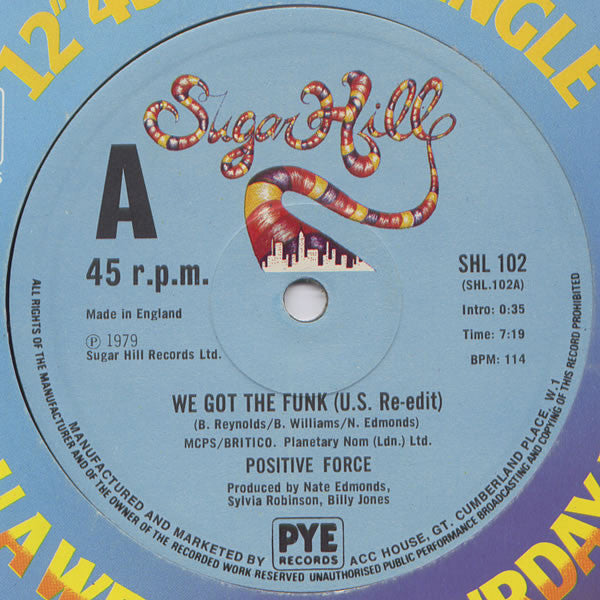 12" 45
NGLE
Sugar Hill
A
45 r.p.m.
Made in England
Ⓟ 1979
Sugar Hill Records Ltd.
SHL 102
(SHL.102A)
Intro: 0:35
Time: 7:19
BPM: 114
WE GOT THE FUNK (U.S. Re-edit)
(B. Reynolds/B. Williams/N. Edmonds)
MCPS/BRITICO. Planetary Nom (Ldn.) Ltd.
POSITIVE FORCE
Produced by Nate Edmonds,
Sylvia Robinson, Billy Jones
PYE
RECORDS
MANUFACTURED AND MARKETED BY
ACC HOUSE, GT. CUMBERLAND PLACE, W.1
ALL RIGHTS OF THE MANUFACTURER AND OF THE OWNER OF THE RECORDED WORK RESERVED UNAUTHORISED PUBLIC PERFORMANCE BROADCASTING AND COPYING OF THIS RECORD PROHIBITED
A WE
RDAY